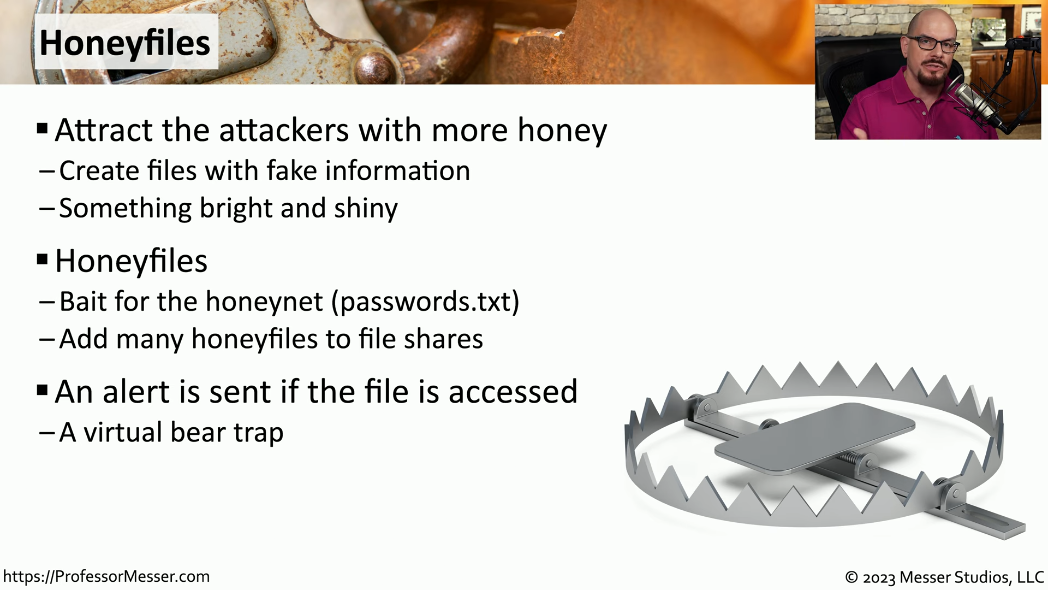 Honeyfiles
▪ Attract the attackers with more honey
– Create files with fake information
– Something bright and shiny
▪ Honeyfiles
– Bait for the honeynet (passwords.txt)
– Add many honeyfiles to file shares
▪ An alert is sent if the file is accessed
– A virtual bear trap
https://ProfessorMesser.com
© 2023 Messer Studios, LLC